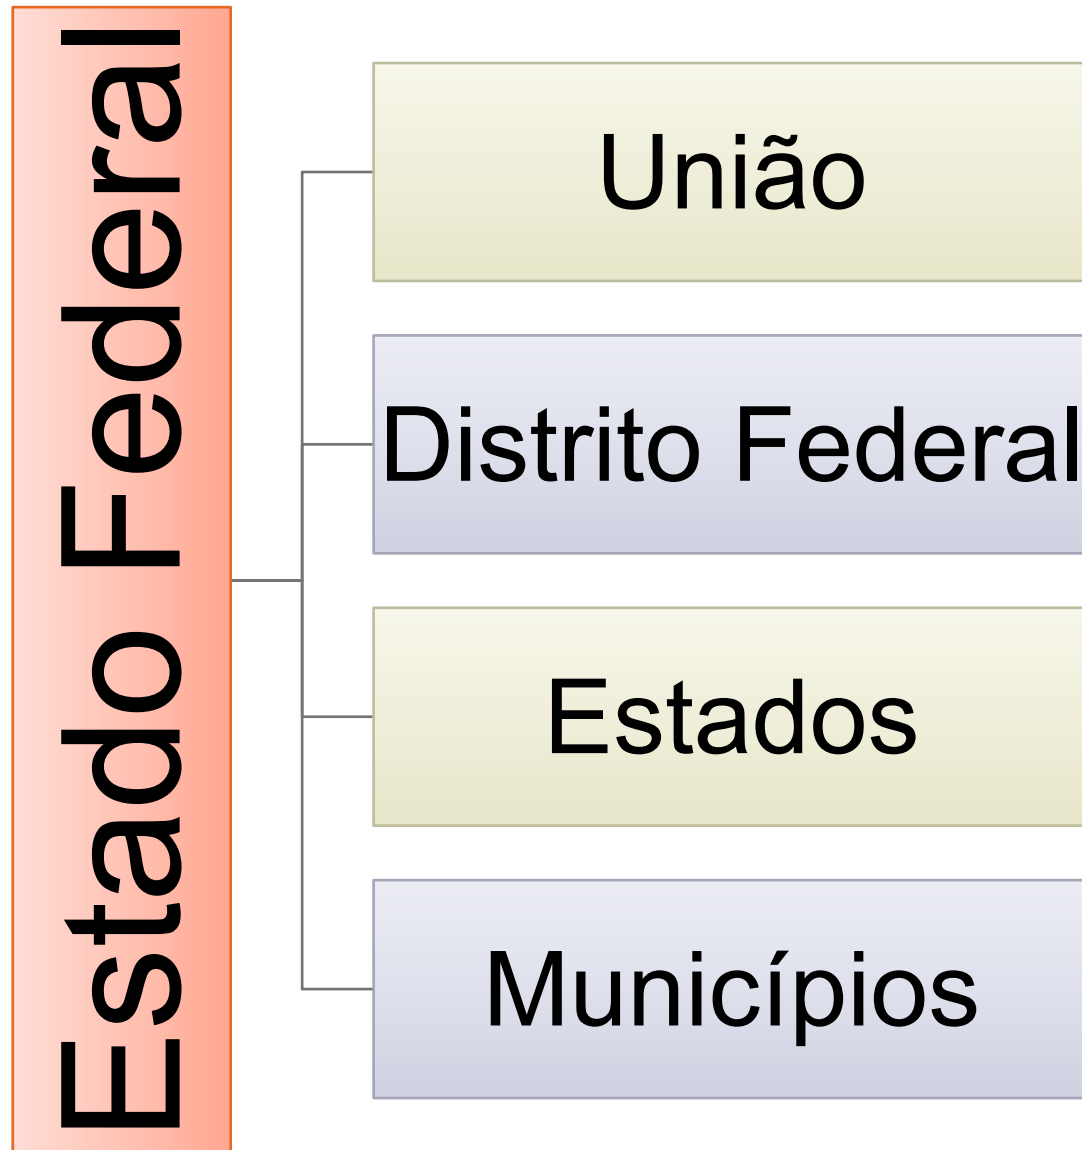 Estado Federal
União
Distrito Federal
Estados
Municípios